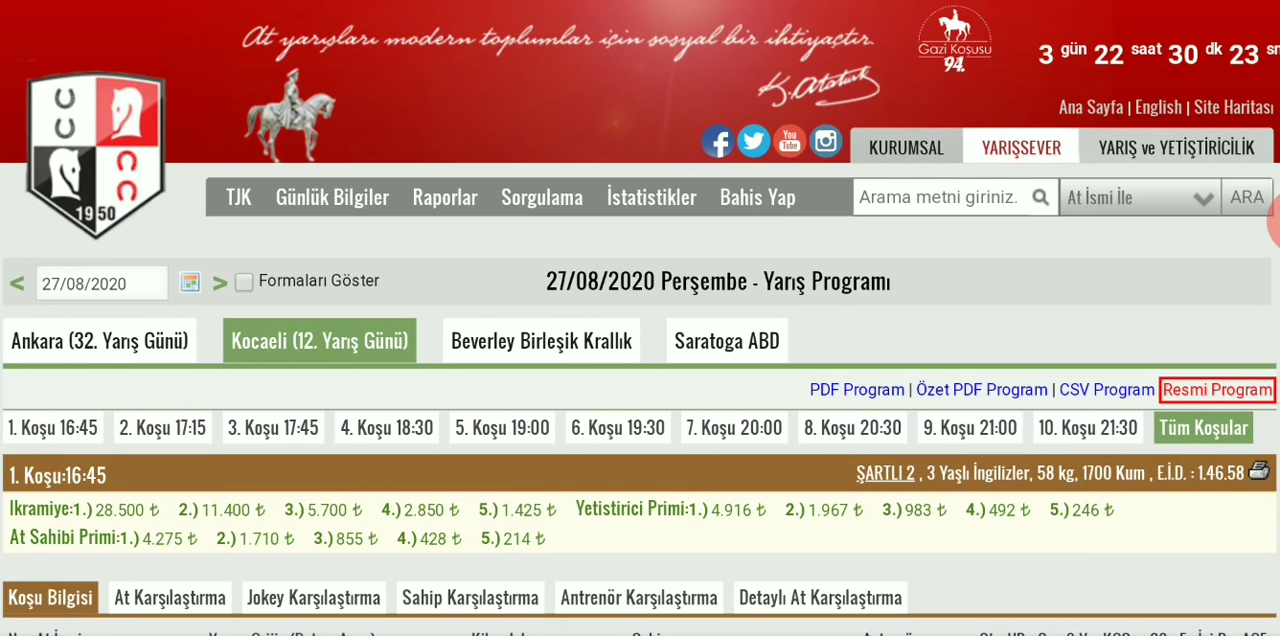 At yarışları modern toplumlar için sosyal bir ihtiyaçtır.
K. Atatürk
Gazi Koşusu
94.
3 gün 22 saat 30 dk 23 sn
Ana Sayfa | English | Site Haritası
You Tube
KURUMSAL YARIŞSEVER YARIŞ ve YETİŞTİRİCİLİK
1950
TJK Günlük Bilgiler Raporlar Sorgulama İstatistikler Bahis Yap Arama metni giriniz. At İsmi İle ARA
< 27/08/2020 > Formaları Göster 27/08/2020 Perşembe - Yarış Programı
Ankara (32. Yarış Günü) Kocaeli (12. Yarış Günü) Beverley Birleşik Krallık Saratoga ABD
PDF Program | Özet PDF Program | CSV Program Resmi Program
1. Koşu 16:45 2. Koşu 17:15 3. Koşu 17:45 4. Koşu 18:30 5. Koşu 19:00 6. Koşu 19:30 7. Koşu 20:00 8. Koşu 20:30 9. Koşu 21:00 10. Koşu 21:30 Tüm Koşular
1. Koşu:16:45 ŞARTLI 2 , 3 Yaşlı İngilizler, 58 kg, 1700 Kum , E.İ.D. : 1.46.58
Ikramiye:1.) 28.500 ₺ 2.) 11.400 ₺ 3.) 5.700 ₺ 4.) 2.850 ₺ 5.) 1.425 ₺ Yetistirici Primi:1.) 4.916 ₺ 2.) 1.967 ₺ 3.) 983 ₺ 4.) 492 ₺ 5.) 246 ₺
At Sahibi Primi:1.) 4.275 ₺ 2.) 1.710 ₺ 3.) 855 ₺ 4.) 428 ₺ 5.) 214 ₺
Koşu Bilgisi At Karşılaştırma Jokey Karşılaştırma Sahip Karşılaştırma Antrenör Karşılaştırma Detaylı At Karşılaştırma